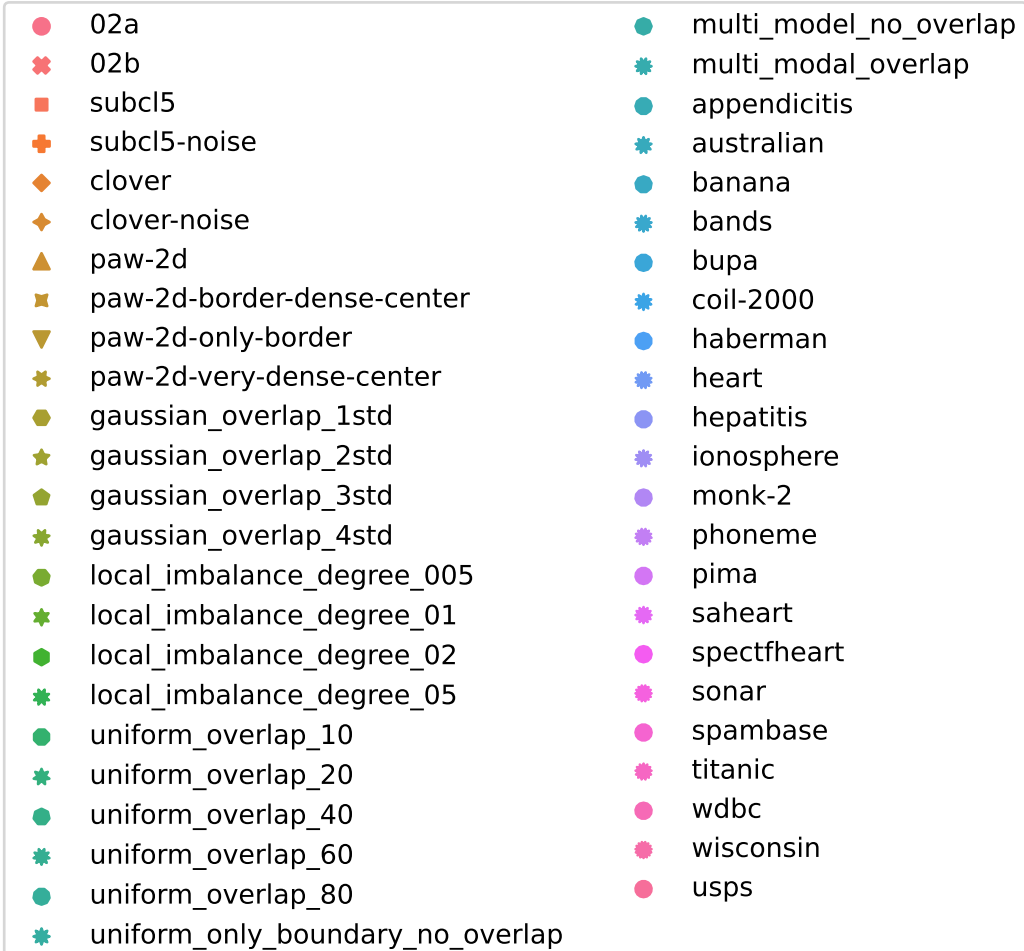 02a
02b
subcl5
subcl5-noise
clover
clover-noise
paw-2d
paw-2d-border-dense-center
paw-2d-only-border
paw-2d-very-dense-center
gaussian_overlap_1std
gaussian_overlap_2std
gaussian_overlap_3std
gaussian_overlap_4std
local_imbalance_degree_005
local_imbalance_degree_01
local_imbalance_degree_02
local_imbalance_degree_05
uniform_overlap_10
uniform_overlap_20
uniform_overlap_40
uniform_overlap_60
uniform_overlap_80
uniform_only_boundary_no_overlap
multi_model_no_overlap
multi_modal_overlap
appendicitis
australian
banana
bands
bupa
coil-2000
haberman
heart
hepatitis
ionosphere
monk-2
phoneme
pima
saheart
spectfheart
sonar
spambase
titanic
wdbc
wisconsin
usps